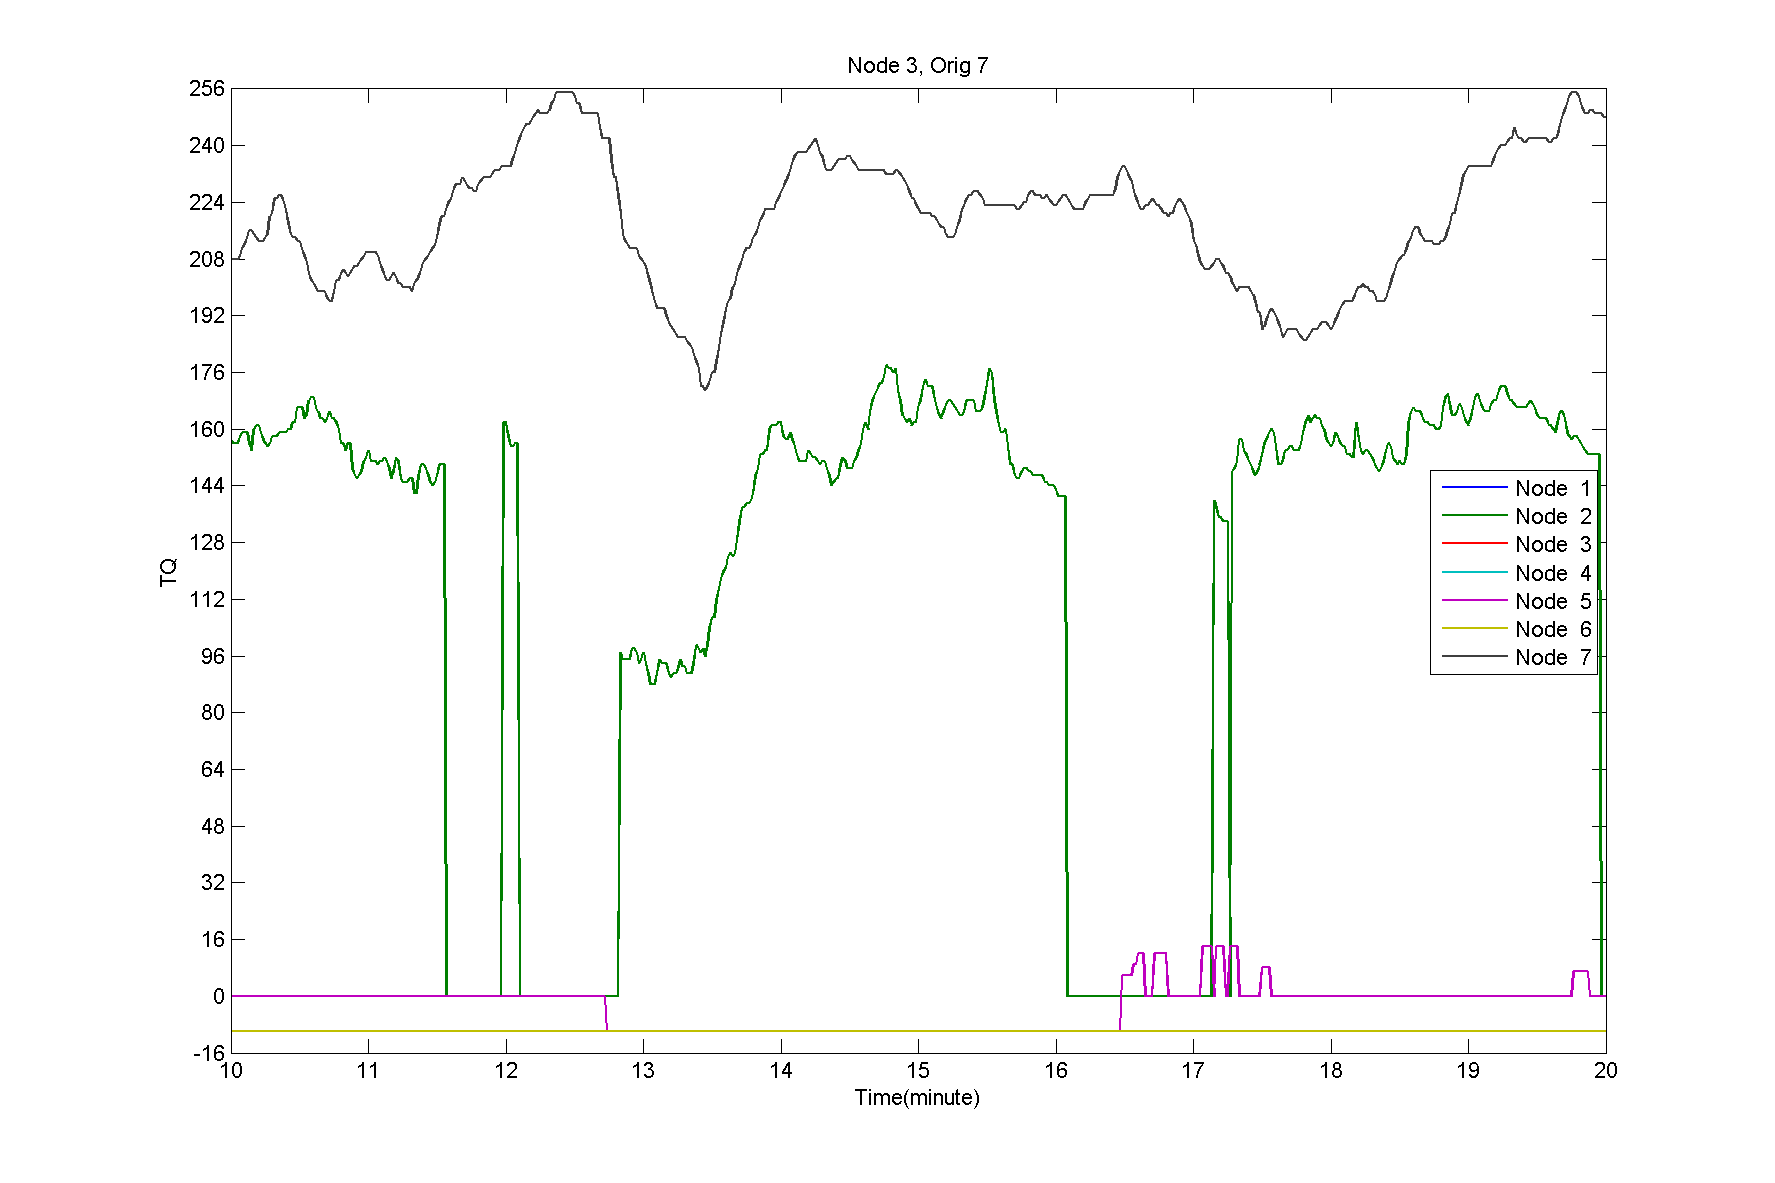 Node 3, Orig 7
256
240
224
208
192
176
160
144
128
112
96
80
64
48
32
16
0
-16
TQ
Node 1
Node 2
Node 3
Node 4
Node 5
Node 6
Node 7
10 11 12 13 14 15 16 17 18 19 20
Time(minute)